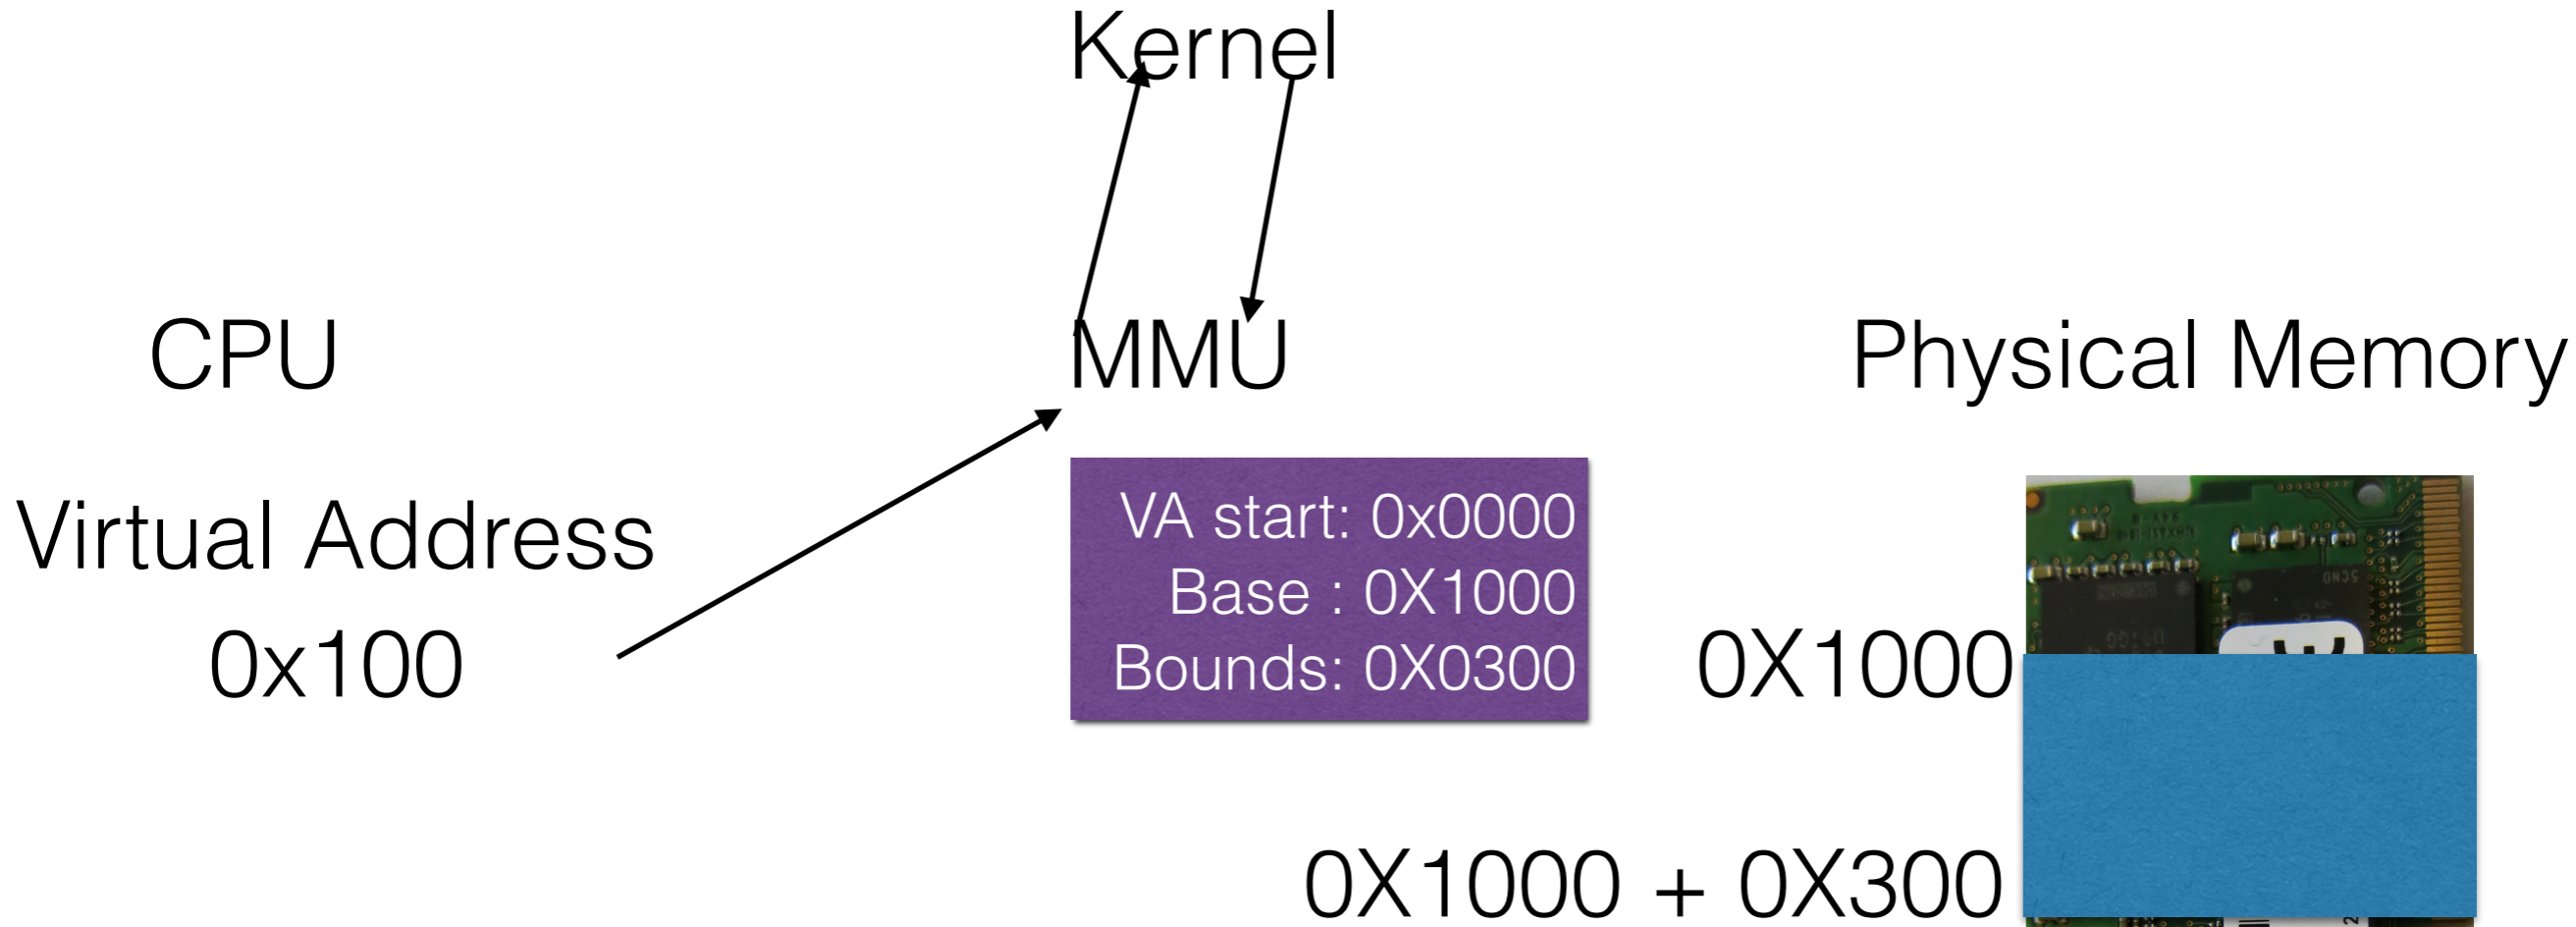 Kernel
CPU
MMU
Physical Memory
Virtual Address
0x100
VA start: 0x0000
Base : 0X1000
Bounds: 0X0300
0X1000
0X1000 + 0X300